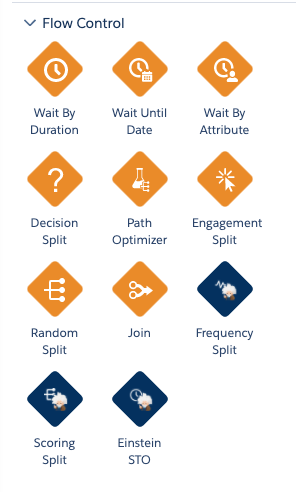 Flow Control
Wait By
Duration
Wait Until
Date
Wait By
Attribute
Decision
Split
Path
Optimizer
Engagement
Split
Random
Split
Join
Frequency
Split
Scoring
Split
Einstein
STO